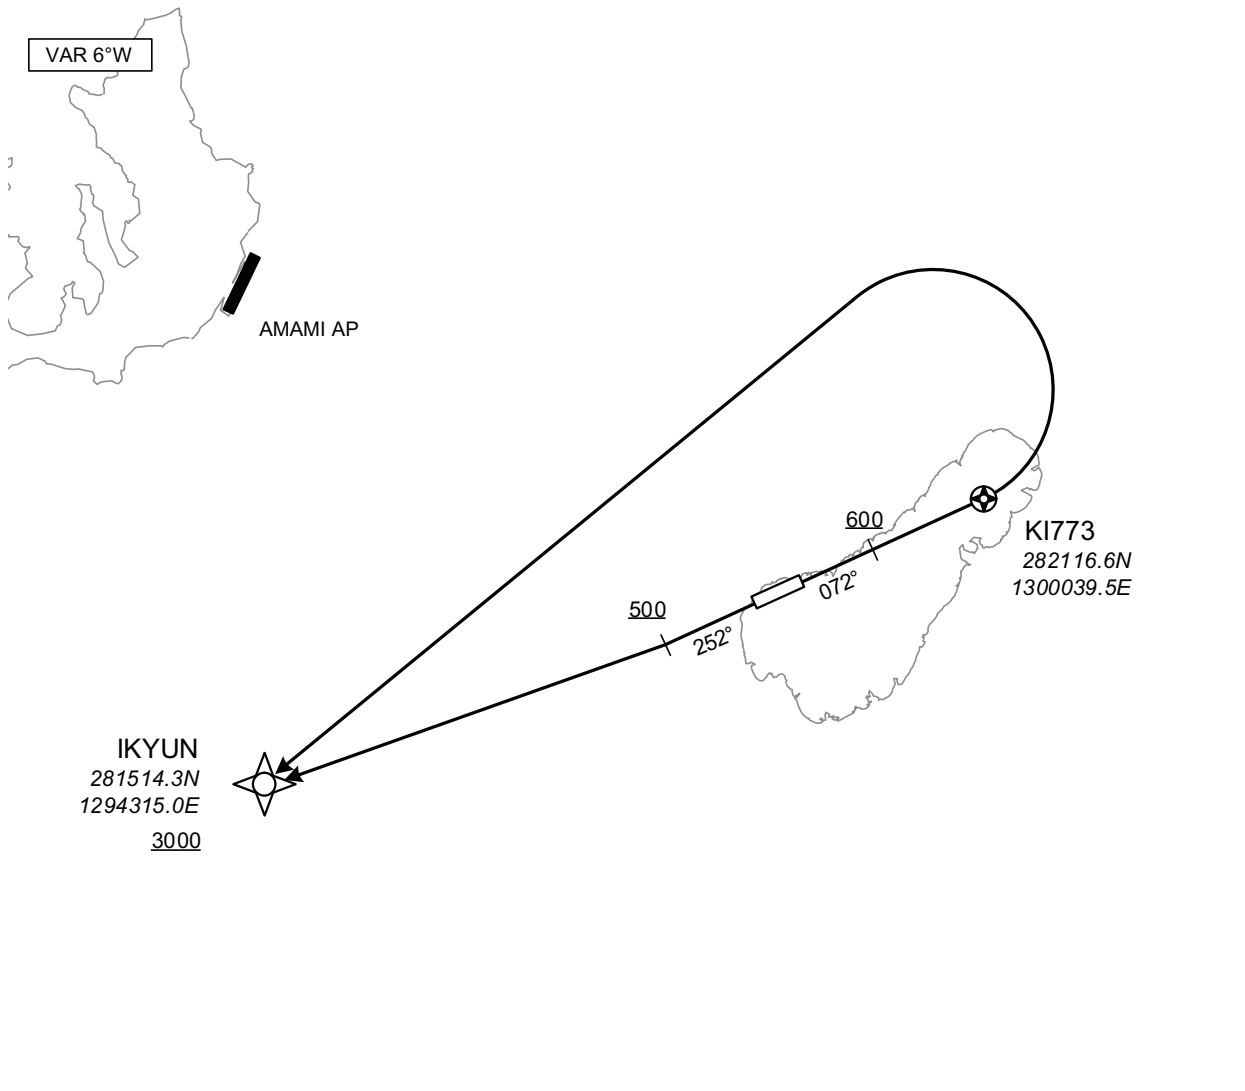 VAR 6°W
AMAMI AP
600
KI773
282116.6N
1300039.5E
072°
500
252°
IKYUN
281514.3N
1294315.0E
3000